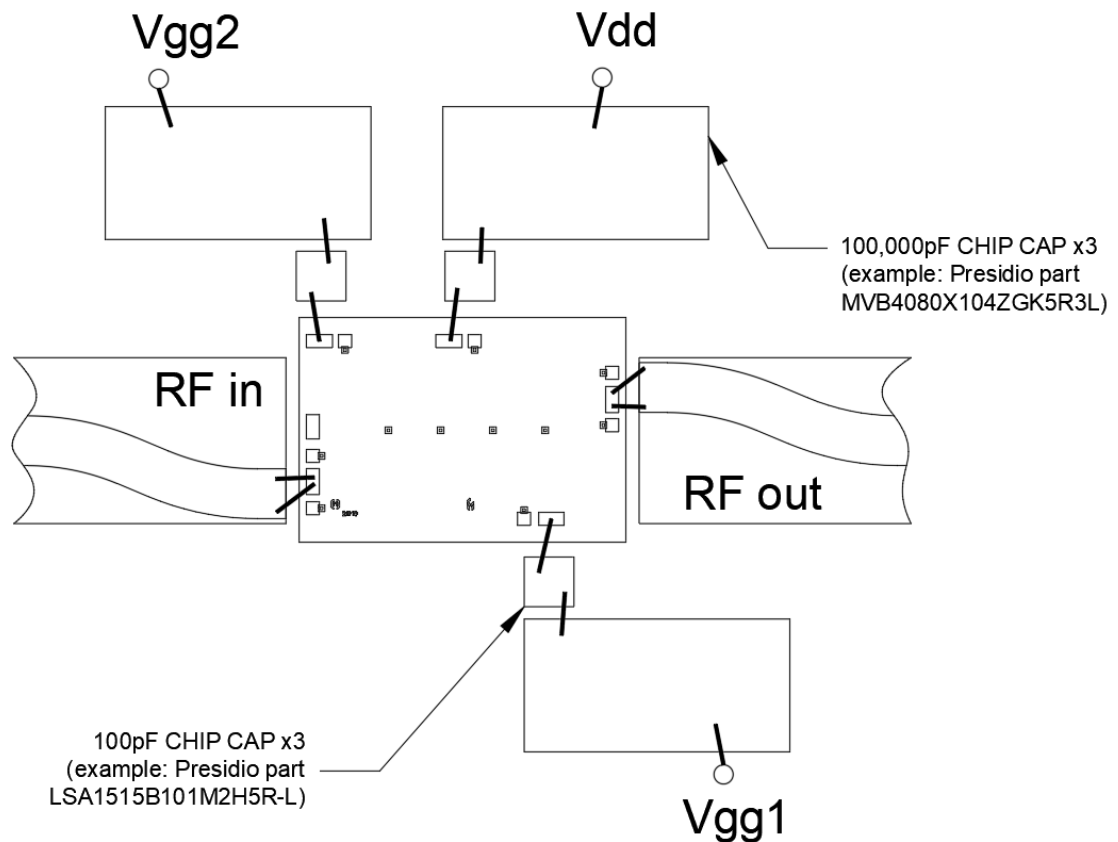 Vgg2
Vdd
100,000pF CHIP CAP x3
(example: Presidio part
MVB4080X104ZGK5R3L)
RF in
RF out
100pF CHIP CAP x3
(example: Presidio part
LSA1515B101M2H5R-L)
Vgg1